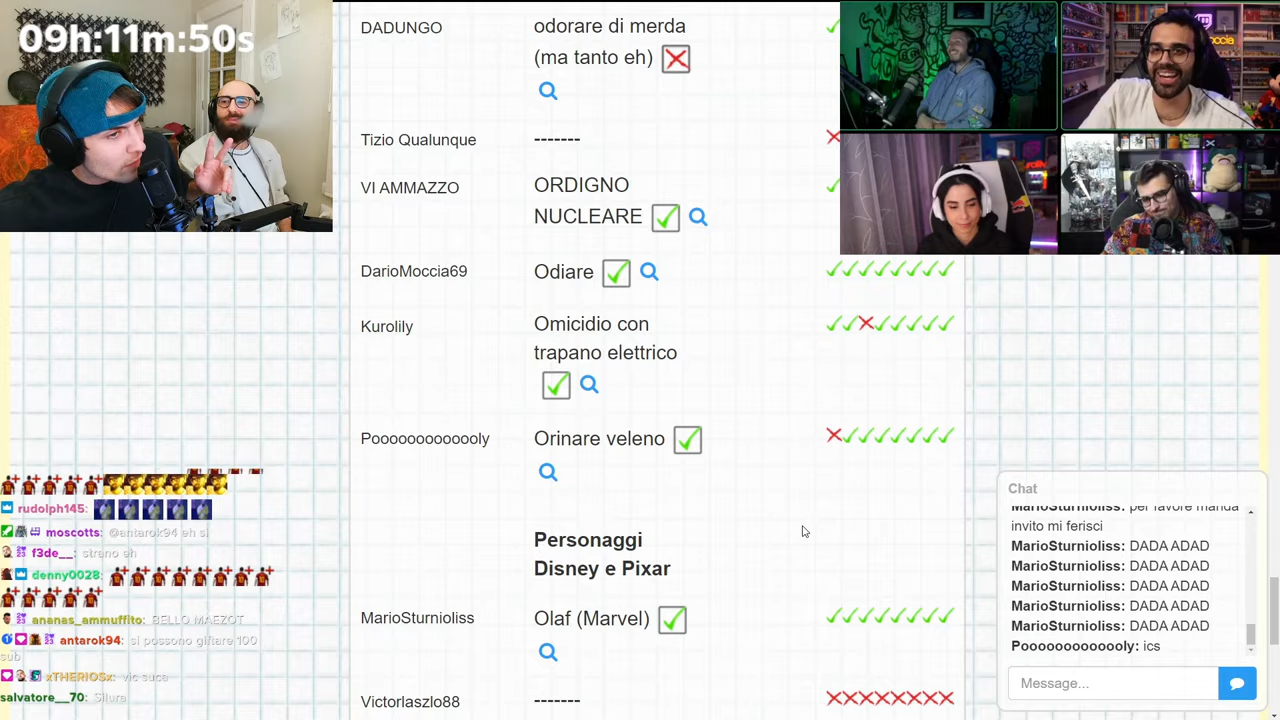 09h:11m:50s
DADUNGO
odorare di merda
(ma tanto eh)
Tizio Qualunque
-------
VI AMMAZZO
ORDIGNO
NUCLEARE
DarioMoccia69
Odiare
Kurolily
Omicidio con
trapano elettrico
Pooooooooooooly
Orinare veleno
Personaggi
Disney e Pixar
MarioSturnioliss
Olaf (Marvel)
Victorlaszlo88
-------
rudolph145:
moscotts: @antarok94 eh si
f3de__: strano eh
denny0028:
ananas_ammuffito: BELLO MAEZOT
antarok94: si possono giftare 100
sub
xTHERIOSx: vic suca
salvatore__70: Silura
Chat
MarioSturnioliss: per favore manda
invito mi ferisci
MarioSturnioliss: DADA ADAD
MarioSturnioliss: DADA ADAD
MarioSturnioliss: DADA ADAD
MarioSturnioliss: DADA ADAD
MarioSturnioliss: DADA ADAD
Pooooooooooooly: ics
Message...